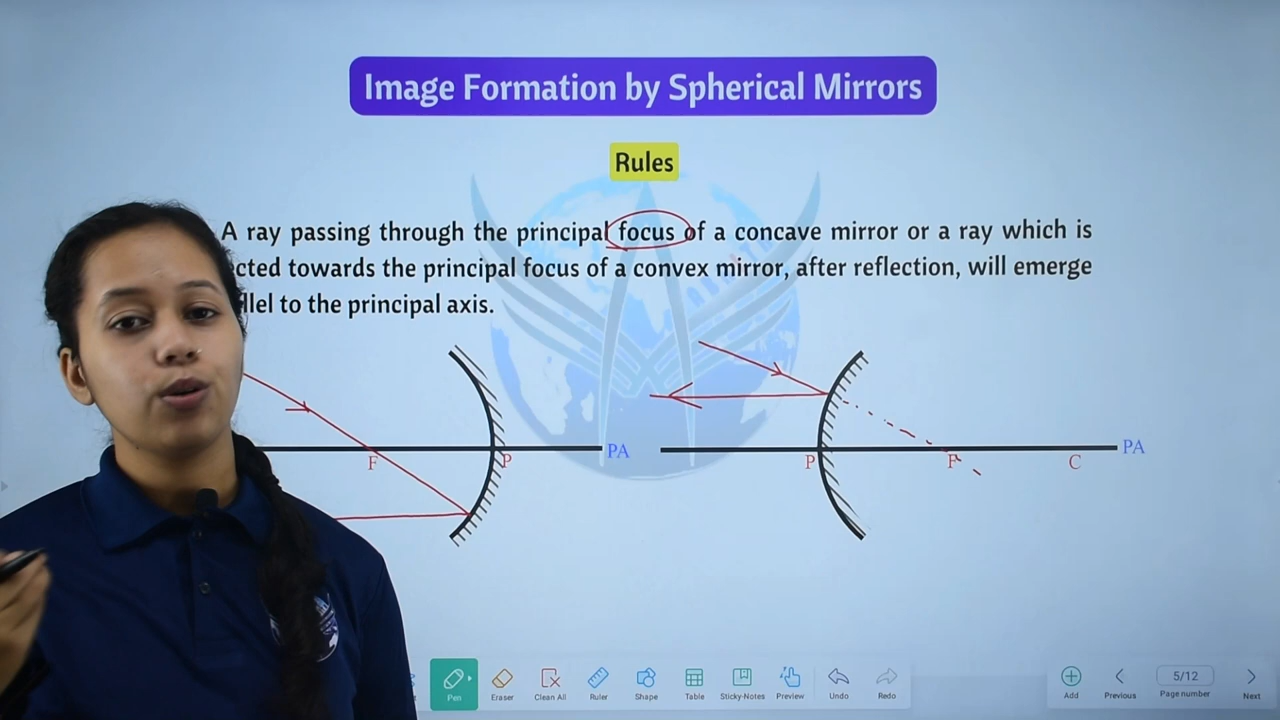 Image Formation by Spherical Mirrors
Rules
A ray passing through the principal focus of a concave mirror or a ray which is
cted towards the principal focus of a convex mirror, after reflection, will emerge
llel to the principal axis.
F P PA P F C PA
Pen Eraser Clean All Ruler Shape Table Sticky-Notes Preview Undo Redo Add Previous 5/12 Page number Next